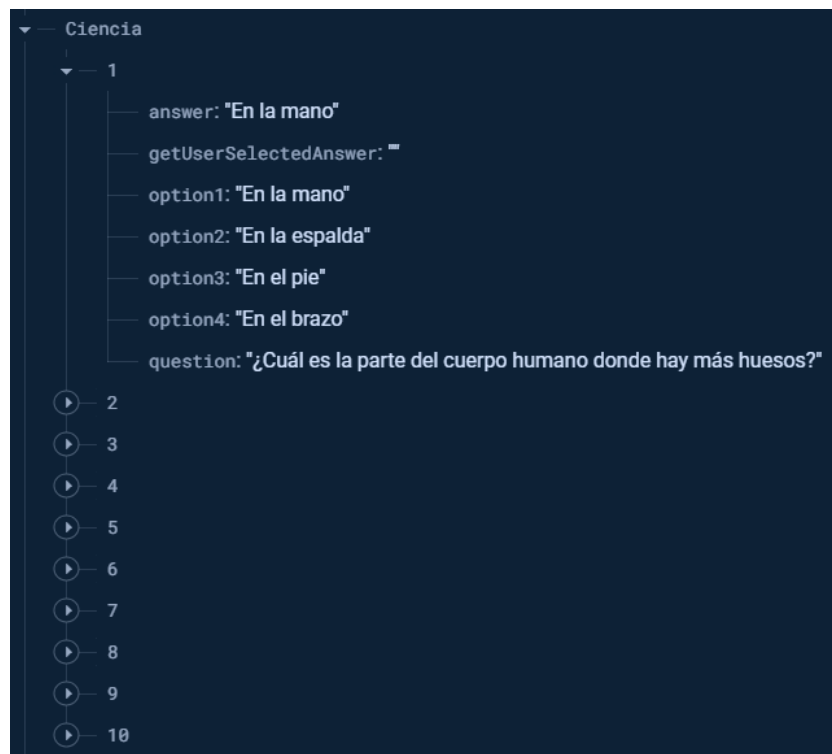 Ciencia
1
answer: "En la mano"
getUserSelectedAnswer: ""
option1: "En la mano"
option2: "En la espalda"
option3: "En el pie"
option4: "En el brazo"
question: "¿Cuál es la parte del cuerpo humano donde hay más huesos?"
2
3
4
5
6
7
8
9
10